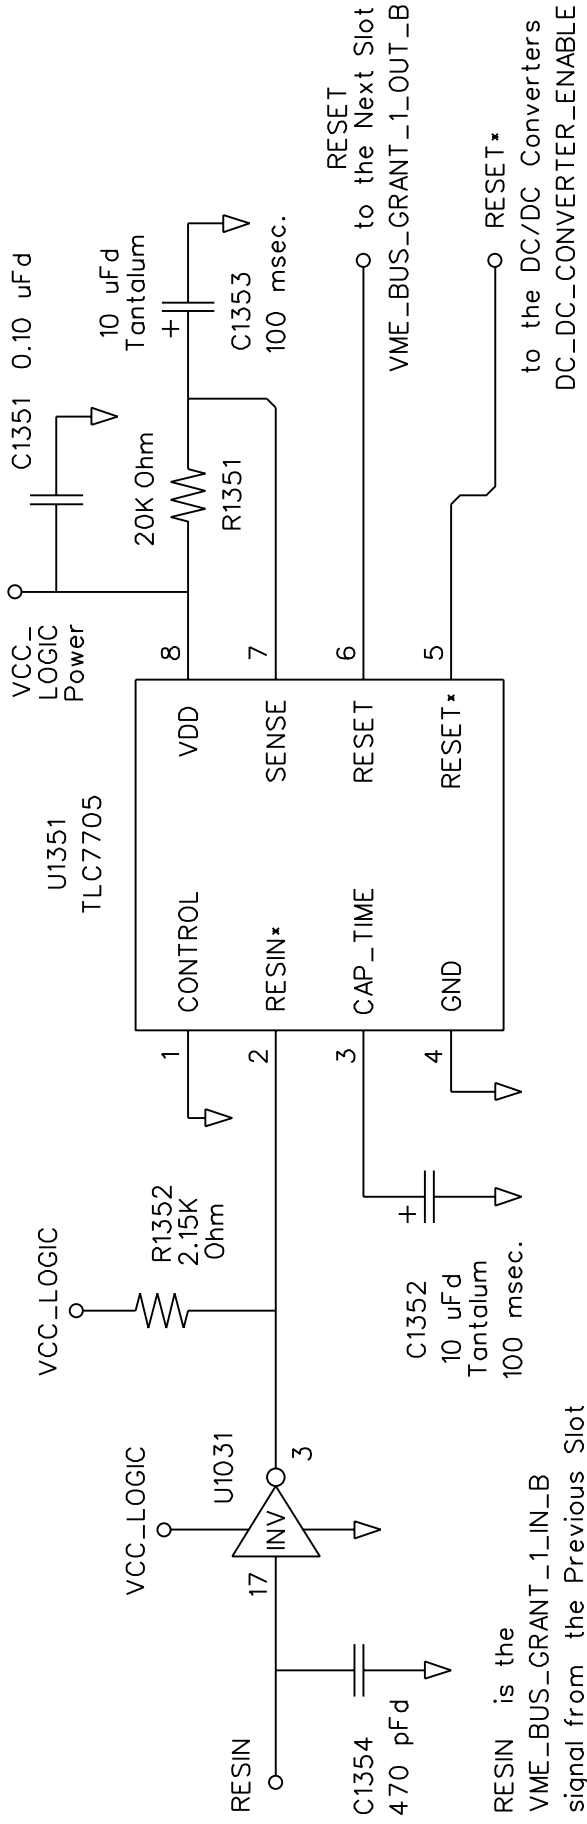 RESIN
C1354
470 pFd
RESIN is the
VME_BUS_GRANT_1_IN_B
signal from the Previous Slot
17
INV
U1031
3
VCC_LOGIC
VCC_LOGIC
R1352
2.15K
Ohm
C1352
10 uFd
Tantalum
100 msec.
1
2
3
4
U1351
TLC7705
CONTROL
RESIN*
CAP_TIME
GND
VDD
SENSE
RESET
RESET*
8
7
6
5
VCC_
LOGIC
Power
C1351 0.10 uFd
20K Ohm
R1351
10 uFd
Tantalum
+
C1353
100 msec.
+
RESET
to the Next Slot
VME_BUS_GRANT_1_OUT_B
RESET*
to the DC/DC Converters
DC_DC_CONVERTER_ENABLE